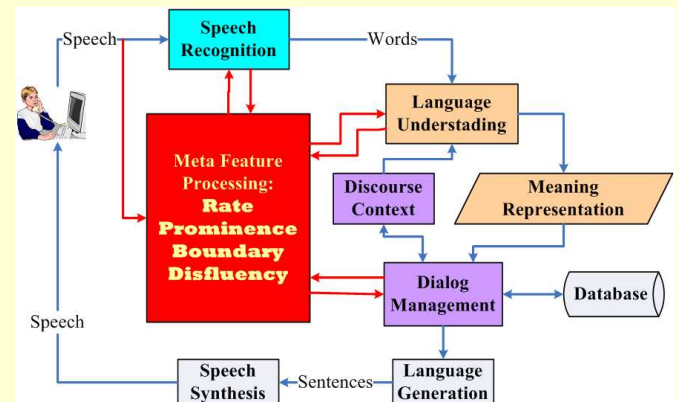 Speech
Speech
Recognition
Words
Language
Understading
Meta Feature
Processing:
Rate
Prominence
Boundary
Disfluency
Discourse
Context
Meaning
Representation
Dialog
Management
Database
Speech
Speech
Synthesis
Sentences
Language
Generation